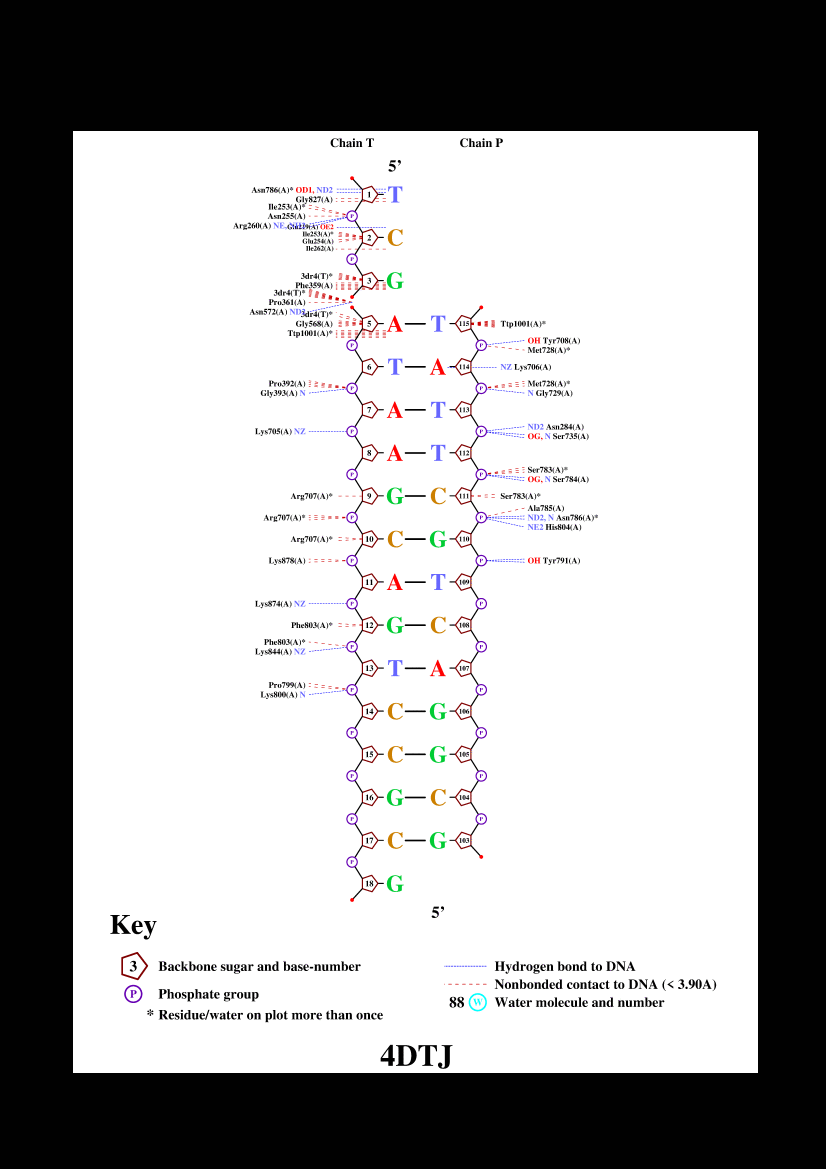 Chain T Chain P
5’
Asn786(A)* OD1, ND2 1 T
Gly827(A)
Ile253(A)*
Asn255(A) P
Arg260(A) NE, Glu219(A) OE2
Ile253(A)* 2 C
Glu254(A)
Ile262(A)
P
3dr4(T)* 3 G
Phe359(A)
3dr4(T)*
Pro361(A)
Asn572(A) ND2 3dr4(T)*
Gly568(A) 5 A T 115 Ttp1001(A)*
Ttp1001(A)*
P P OH Tyr708(A)
Met728(A)*
6 T A 114 NZ Lys706(A)
Pro392(A) P P Met728(A)*
Gly393(A) N N Gly729(A)
7 A T 113
Lys705(A) NZ P P ND2 Asn284(A)
OG, N Ser735(A)
8 A T 112
P P Ser783(A)*
OG, N Ser784(A)
Arg707(A)* 9 G C 111 Ser783(A)*
Ala785(A)
Arg707(A)* P P ND2, N Asn786(A)*
NE2 His804(A)
Arg707(A)* 10 C G 110
Lys878(A) P P OH Tyr791(A)
11 A T 109
Lys874(A) NZ P P
Phe803(A)* 12 G C 108
Phe803(A)* P P
Lys844(A) NZ
13 T A 107
Pro799(A) P P
Lys800(A) N
14 C G 106
P P
15 C G 105
P P
16 G C 104
P P
17 C G 103
P
18 G
5’
Key
3 Backbone sugar and base-number
P Phosphate group
* Residue/water on plot more than once
Hydrogen bond to DNA
Nonbonded contact to DNA (< 3.90A)
88 W Water molecule and number
4DTJ